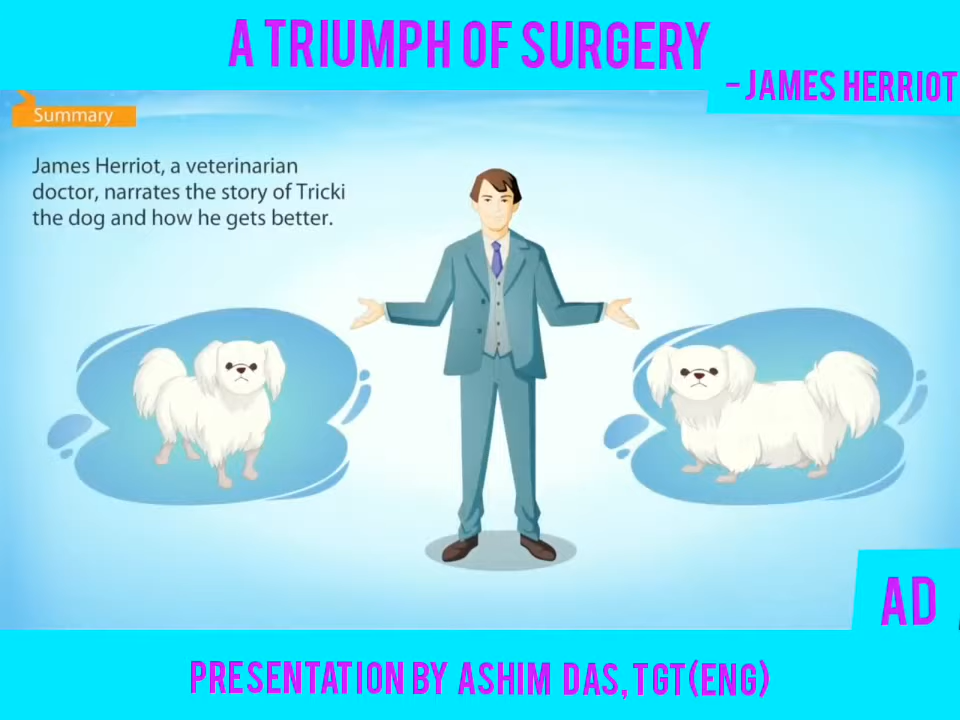 A TRIUMPH OF SURGERY
– JAMES HERRIOT
Summary
James Herriot, a veterinarian
doctor, narrates the story of Tricki
the dog and how he gets better.
AD
PRESENTATION BY ASHIM DAS, TGT(ENG)